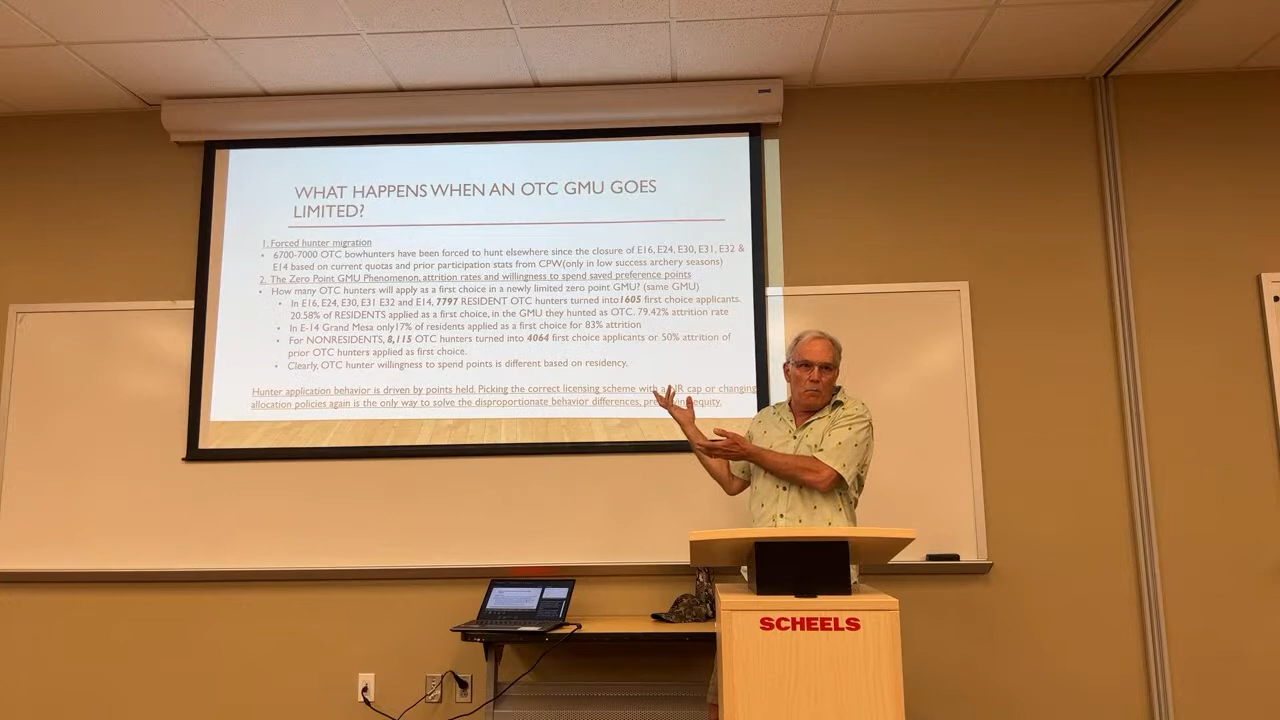 WHAT HAPPENS WHEN AN OTC GMU GOES
LIMITED?
1. Forced hunter migration
• 6700-7000 OTC bowhunters have been forced to hunt elsewhere since the closure of E16, E24, E30, E31, E32 &
E14 based on current quotas and prior participation stats from CPW(only in low success archery seasons)
2. The Zero Point GMU Phenomenon, attrition rates and willingness to spend saved preference points
• How many OTC hunters will apply as a first choice in a newly limited zero point GMU? (same GMU)
• In E16, E24, E30, E31 E32 and E14, 7797 RESIDENT OTC hunters turned into 1605 first choice applicants.
20.58% of RESIDENTS applied as a first choice, in the GMU they hunted as OTC. 79.42% attrition rate
• In E-14 Grand Mesa only17% of residents applied as a first choice for 83% attrition
• For NONRESIDENTS, 8,115 OTC hunters turned into 4064 first choice applicants or 50% attrition of
prior OTC hunters applied as first choice.
• Clearly, OTC hunter willingness to spend points is different based on residency.
Hunter application behavior is driven by points held. Picking the correct licensing scheme with a cap or changing
allocation policies again is the only way to solve the disproportionate behavior differences, equity.
SCHEELS